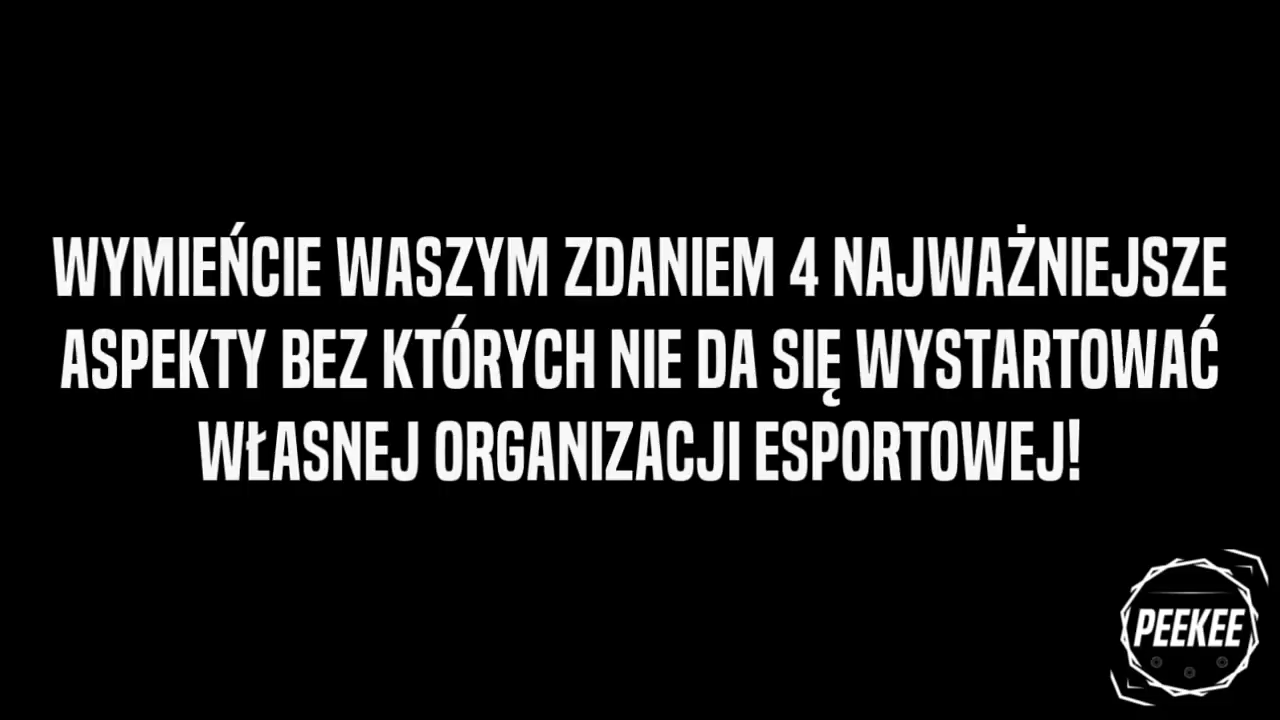 WYMIEŃCIE WASZYM ZDANIEM 4 NAJWAŻNIEJSZE
ASPEKTY BEZ KTÓRYCH NIE DA SIĘ WYSTARTOWAĆ
WŁASNEJ ORGANIZACJI ESPORTOWEJ!
PEEKEE